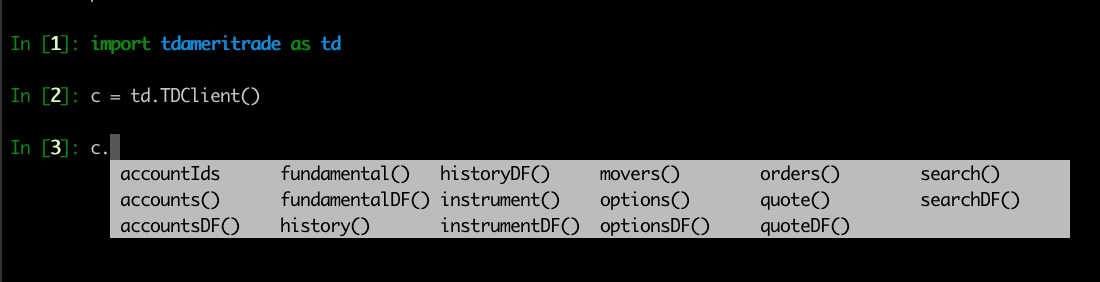 In [1]: import tdameritrade as td
In [2]: c = td.TDClient()
In [3]: c.
accountIds fundamental() historyDF() movers() orders() search()
accounts() fundamentalDF() instrument() options() quote() searchDF()
accountsDF() history() instrumentDF() optionsDF() quoteDF()